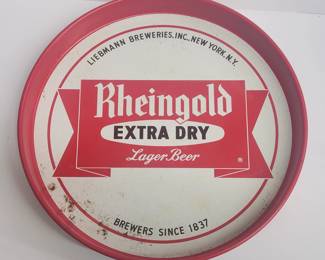 LIEBMANN BREWERIES, INC., NEW YORK, N.Y.
Rheingold
EXTRA DRY
Lager Beer
®
BREWERS SINCE 1837